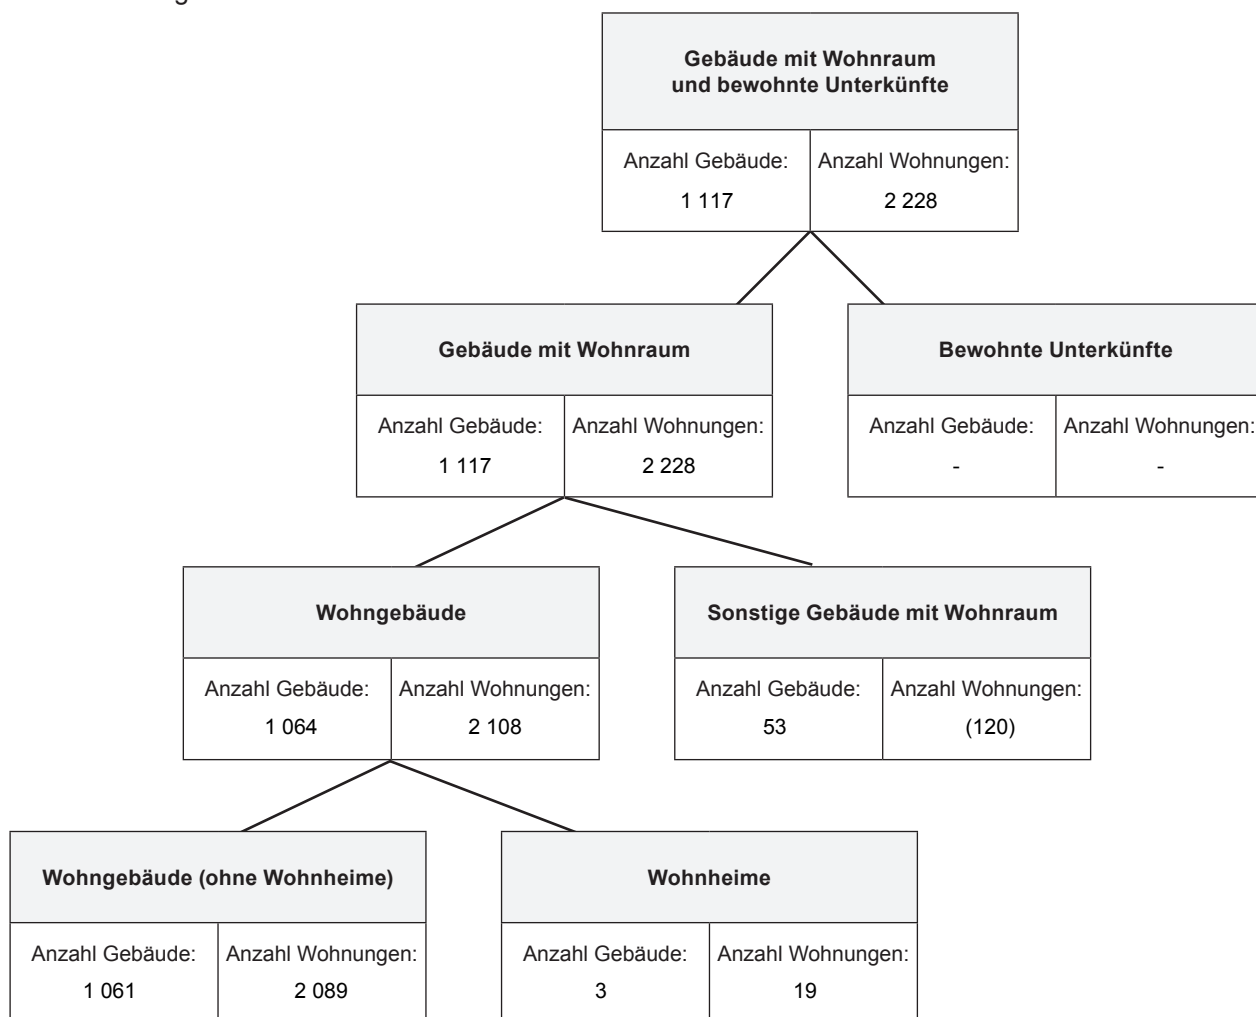 Gebäude mit Wohnraum
und bewohnte Unterkünfte
Anzahl Gebäude: Anzahl Wohnungen:
1 117 2 228
Gebäude mit Wohnraum
Anzahl Gebäude: Anzahl Wohnungen:
1 117 2 228
Bewohnte Unterkünfte
Anzahl Gebäude: Anzahl Wohnungen:
- -
Wohngebäude
Anzahl Gebäude: Anzahl Wohnungen:
1 064 2 108
Sonstige Gebäude mit Wohnraum
Anzahl Gebäude: Anzahl Wohnungen:
53 (120)
Wohngebäude (ohne Wohnheime)
Anzahl Gebäude: Anzahl Wohnungen:
1 061 2 089
Wohnheime
Anzahl Gebäude: Anzahl Wohnungen:
3 19